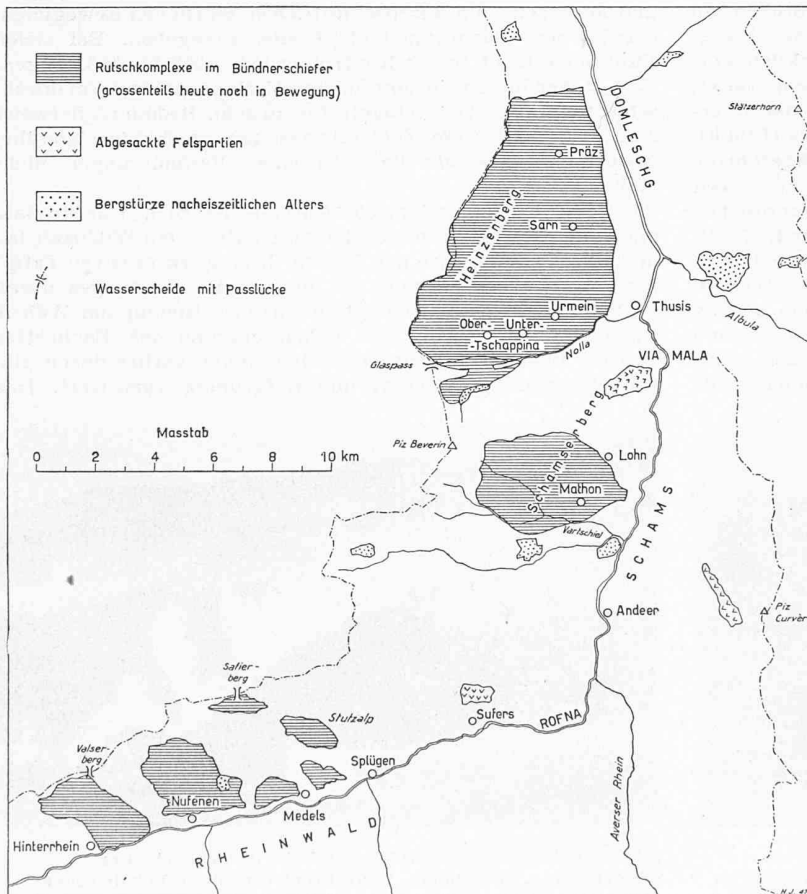 Rutschkomplexe im Bündnerschiefer
(grossenteils heute noch in Bewegung)
Abgesackte Felspartien
Bergstürze nacheiszeitlichen Alters
Wasserscheide mit Passlücke
Stätzerhorn
DOMLESCHG
Präz
Sarn
Heinzenberg
Urmein
Ober-
Unter-
-Tschappina
Thusis
Albula
Nolla
Glaspass
VIA MALA
Masstab
0 2 4 6 8 10 km
Piz Beverin
Schamserberg
Lohn
Mathon
SCHAMS
Andeer
Piz
Curvèr
Safier-
berg
Stutzalp
Sufers
ROFNA
Valser-
berg
Splügen
Nufenen
Medels
Averser Rhein
Hinterrhein
RHEINWALD